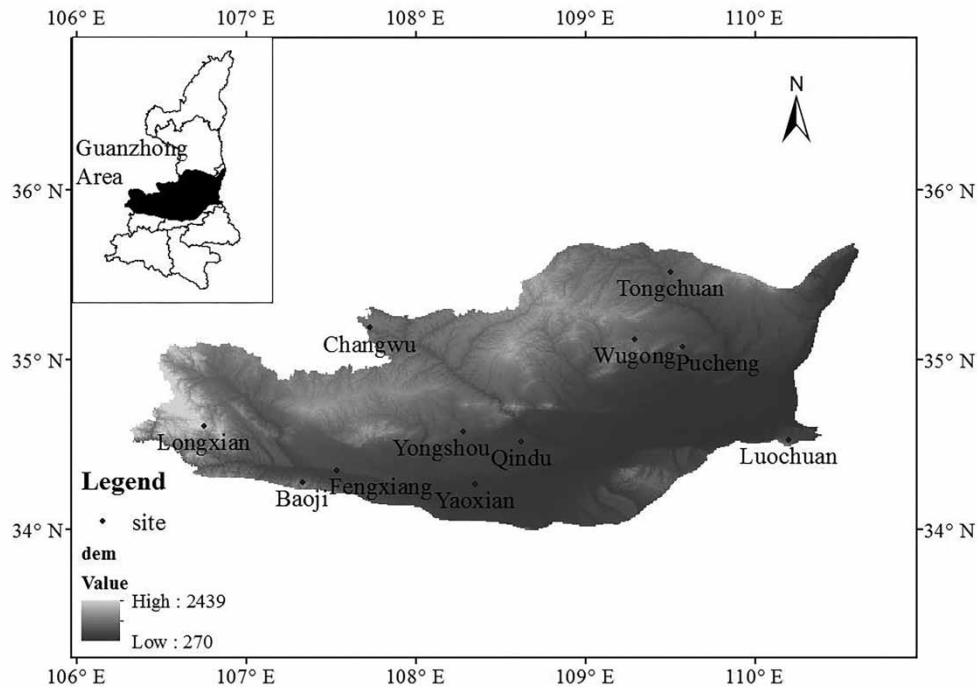 106° E 107° E 108° E 109° E 110° E
N
Guanzhong
Area
36° N 36° N
Tongchuan
Changwu
Wugong
Pucheng
35° N 35° N
Longxian
Yongshou
Qindu
Luochuan
Legend
Baoji
Fengxiang
Yaoxian
site
34° N 34° N
dem
Value
High : 2439
Low : 270
106° E 107° E 108° E 109° E 110° E